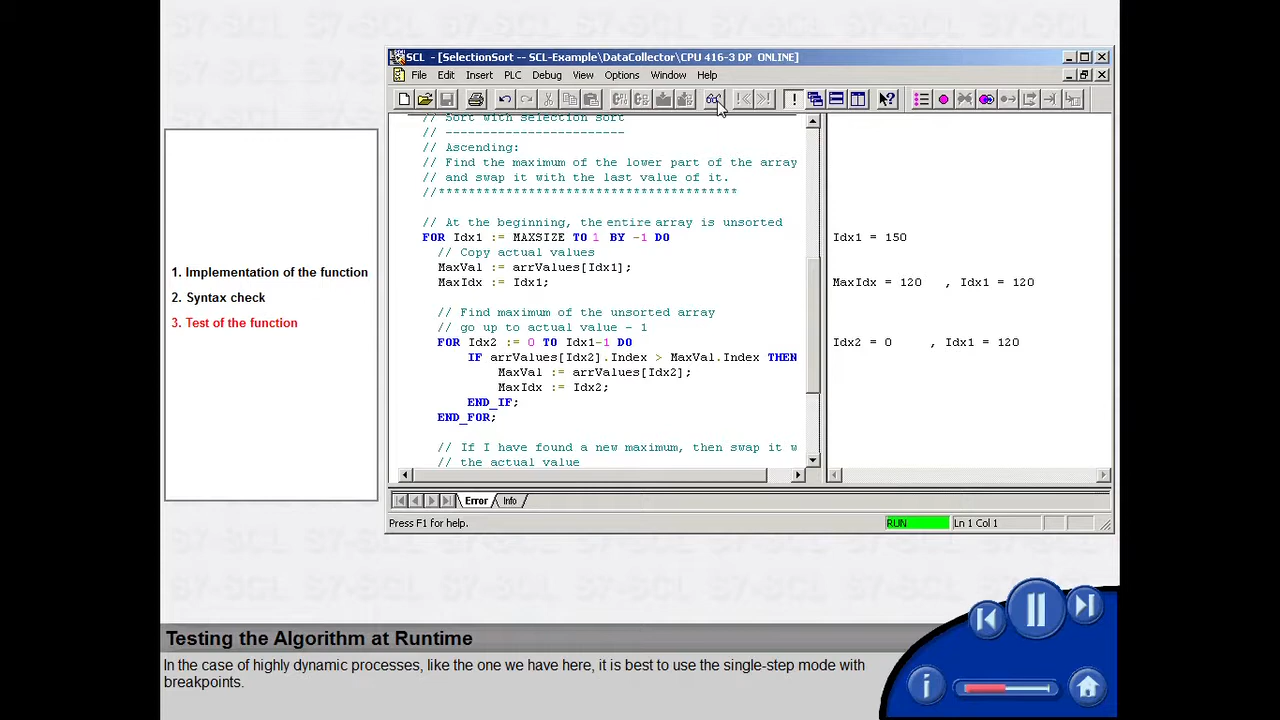 SCL - [SelectionSort -- SCL-Example\DataCollector\CPU 416-3 DP ONLINE]
File Edit Insert PLC Debug View Options Window Help
// Sort with selection sort
// ------------------------
// Ascending:
// Find the maximum of the lower part of the array
// and swap it with the last value of it.
//***************************************
// At the beginning, the entire array is unsorted
FOR Idx1 := MAXSIZE TO 1 BY -1 DO
Idx1 = 150
// Copy actual values
MaxVal := arrValues[Idx1];
MaxIdx := Idx1;
MaxIdx = 120 , Idx1 = 120
// Find maximum of the unsorted array
// go up to actual value - 1
FOR Idx2 := 0 TO Idx1-1 DO
Idx2 = 0 , Idx1 = 120
IF arrValues[Idx2].Index > MaxVal.Index THEN
MaxVal := arrValues[Idx2];
MaxIdx := Idx2;
END_IF;
END_FOR;
// If I have found a new maximum, then swap it w
// the actual value
Error Info
Press F1 for help.
RUN
Ln 1 Col 1
1. Implementation of the function
2. Syntax check
3. Test of the function
Testing the Algorithm at Runtime
In the case of highly dynamic processes, like the one we have here, it is best to use the single-step mode with
breakpoints.